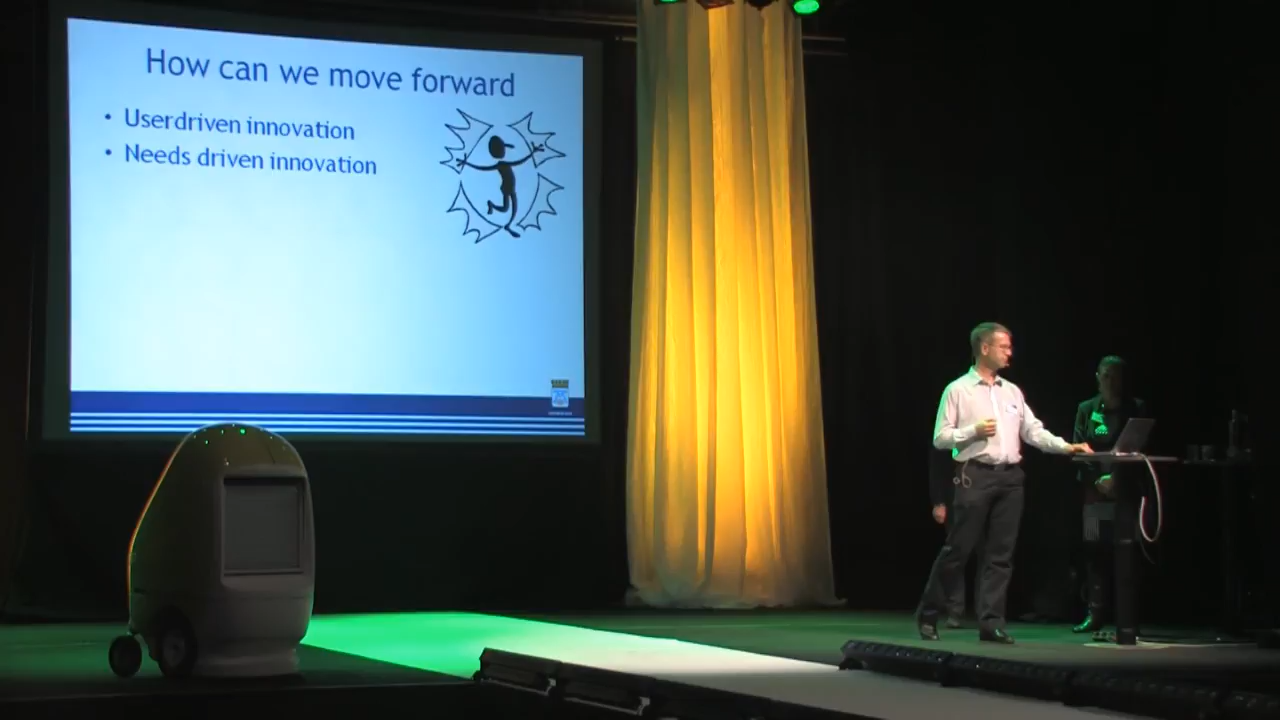 How can we move forward
• Userdriven innovation
• Needs driven innovation